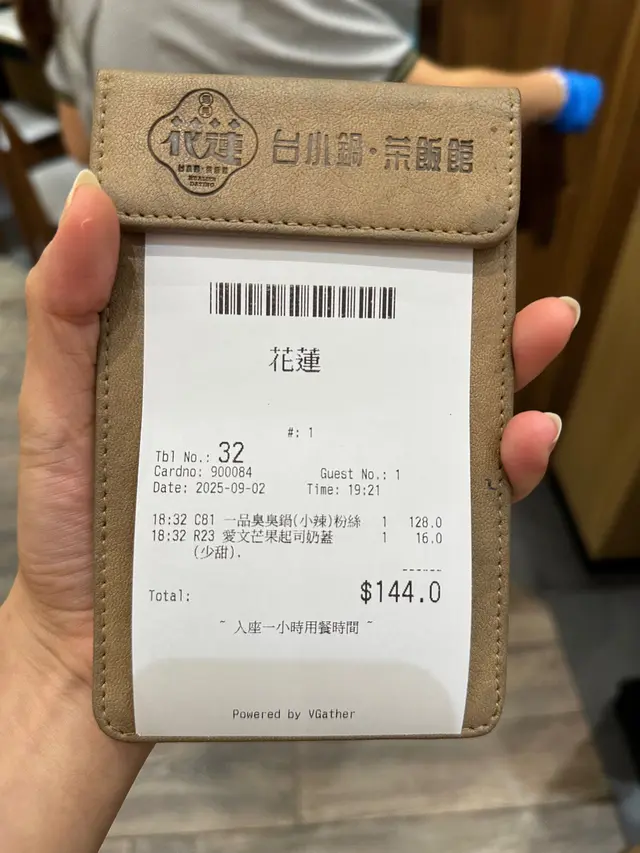 花蓮
台小鍋·茶飯館
花蓮
#: 1
Tbl No.: 32
Cardno: 900084 Guest No.: 1
Date: 2025-09-02 Time: 19:21
18:32 C81 一品臭臭鍋(小辣)粉絲 1 128.0
18:32 R23 愛文芒果起司奶蓋 1 16.0
(少甜).
Total: $144.0
~ 入座一小時用餐時間 ~
Powered by VGather